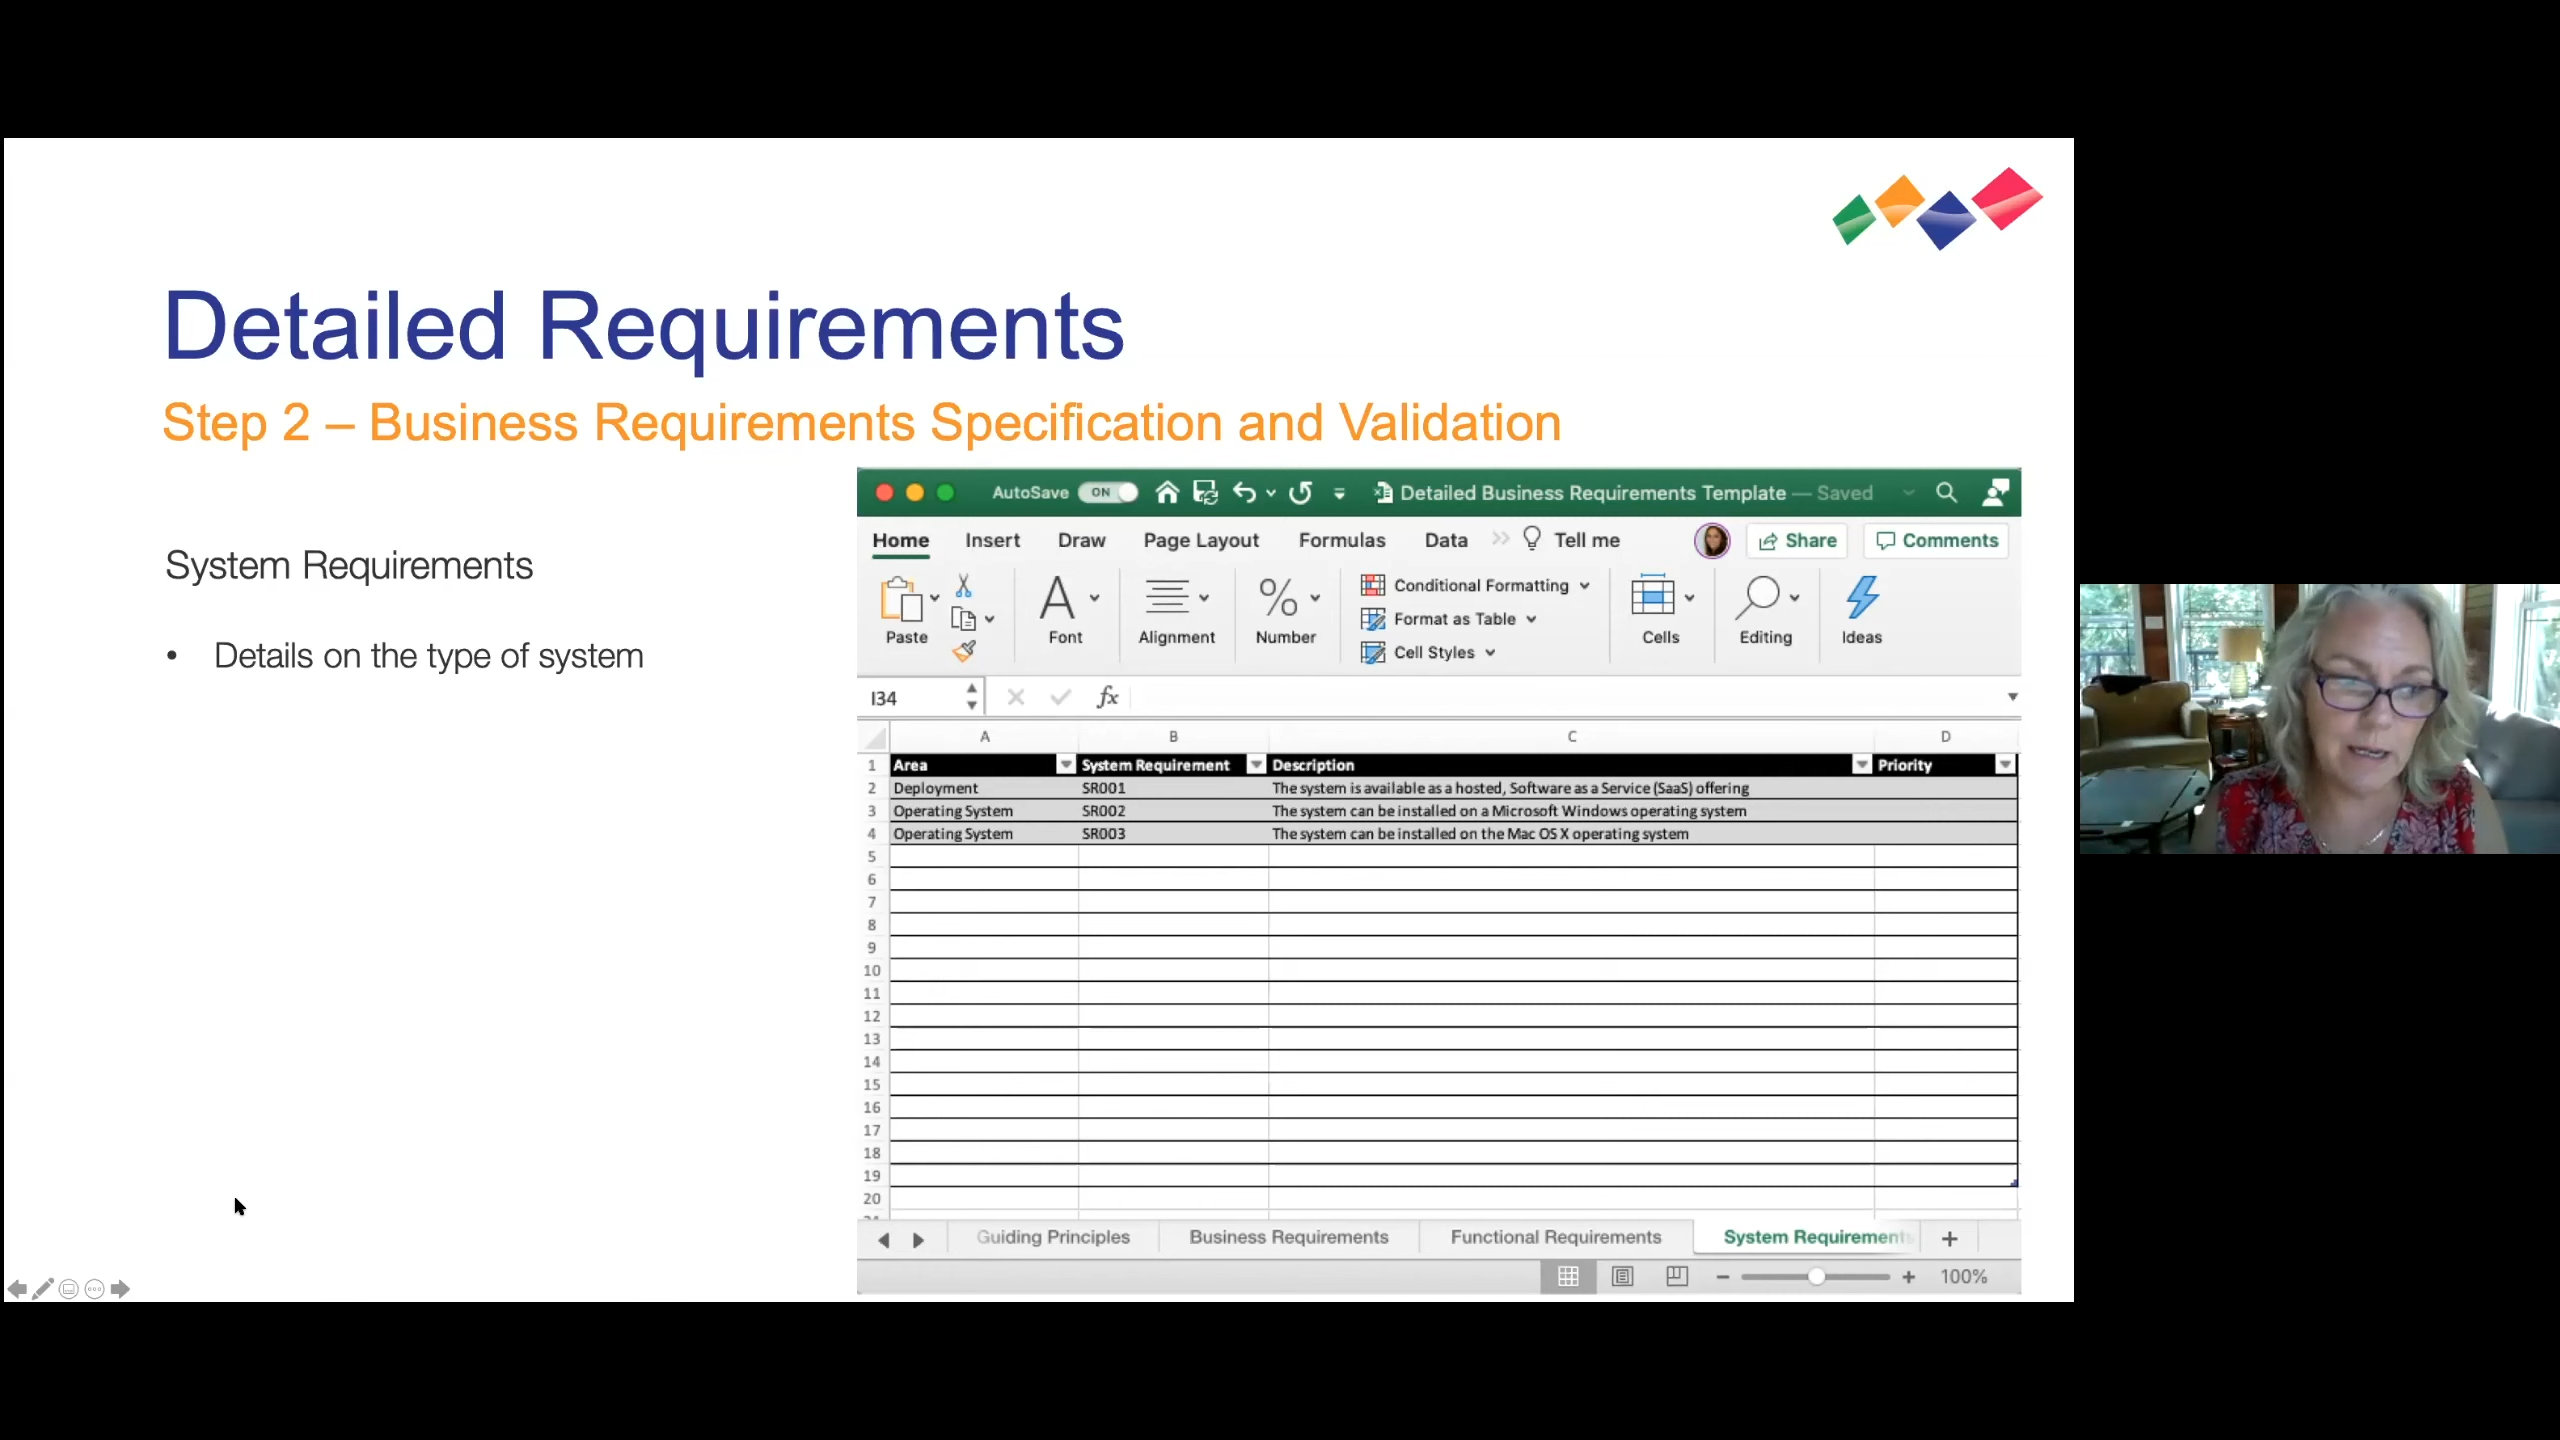 Detailed Requirements
Step 2 – Business Requirements Specification and Validation
System Requirements
• Details on the type of system
AutoSave ON Detailed Business Requirements Template — Saved
Home Insert Draw Page Layout Formulas Data Tell me Share Comments
Paste Font Alignment Number Conditional Formatting Format as Table Cell Styles Cells Editing Ideas
I34 fx
A B C D
1 Area System Requirement Description Priority
2 Deployment SR001 The system is available as a hosted, Software as a Service (SaaS) offering
3 Operating System SR002 The system can be installed on a Microsoft Windows operating system
4 Operating System SR003 The system can be installed on the Mac OS X operating system
5
6
7
8
9
10
11
12
13
14
15
16
17
18
19
20
Guiding Principles Business Requirements Functional Requirements System Requirement +
– + 100%